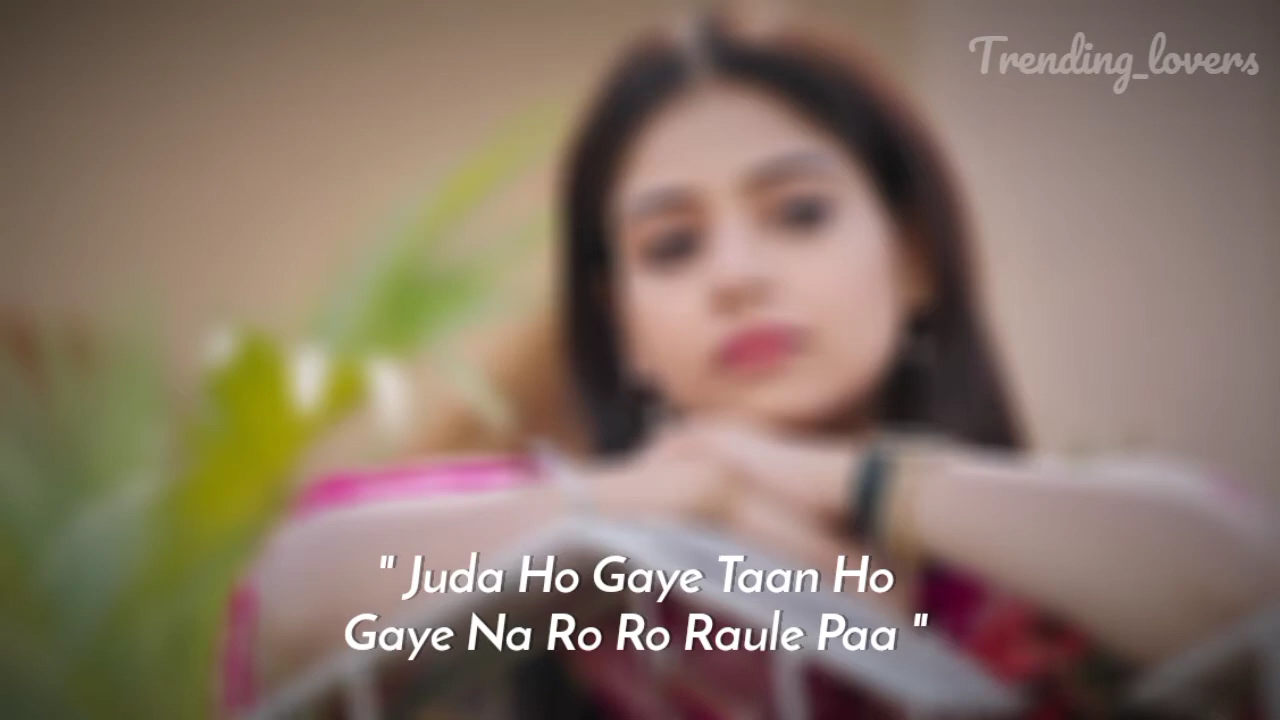 Trending_lovers
" Juda Ho Gaye Taan Ho
Gaye Na Ro Ro Raule Paa "